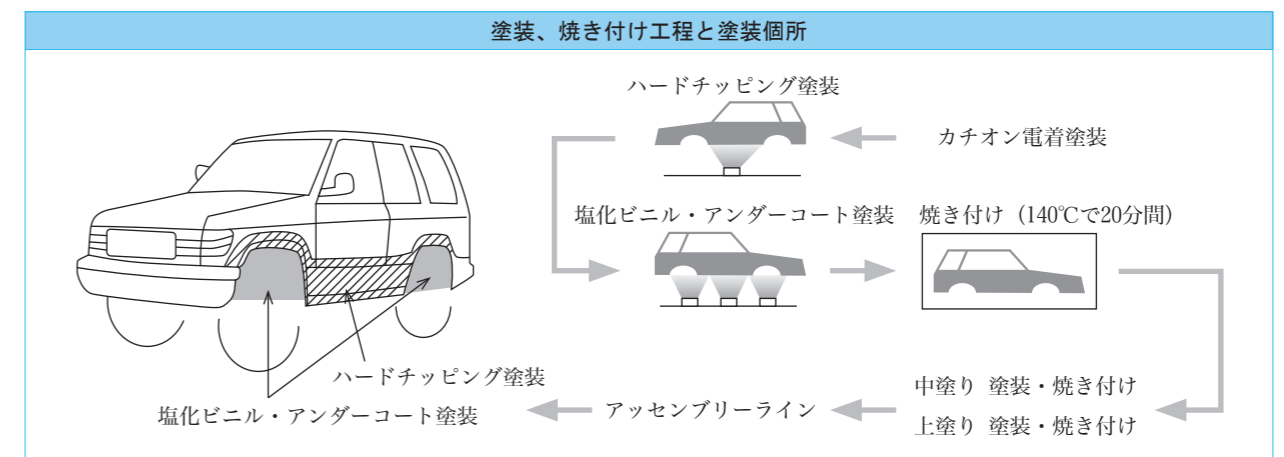 塗装、焼き付け工程と塗装個所
ハードチッピング塗装
カチオン電着塗装
塩化ビニル・アンダーコート塗装
焼き付け（140℃で20分間）
ハードチッピング塗装
塩化ビニル・アンダーコート塗装
アッセンブリーライン
中塗り 塗装・焼き付け
上塗り 塗装・焼き付け